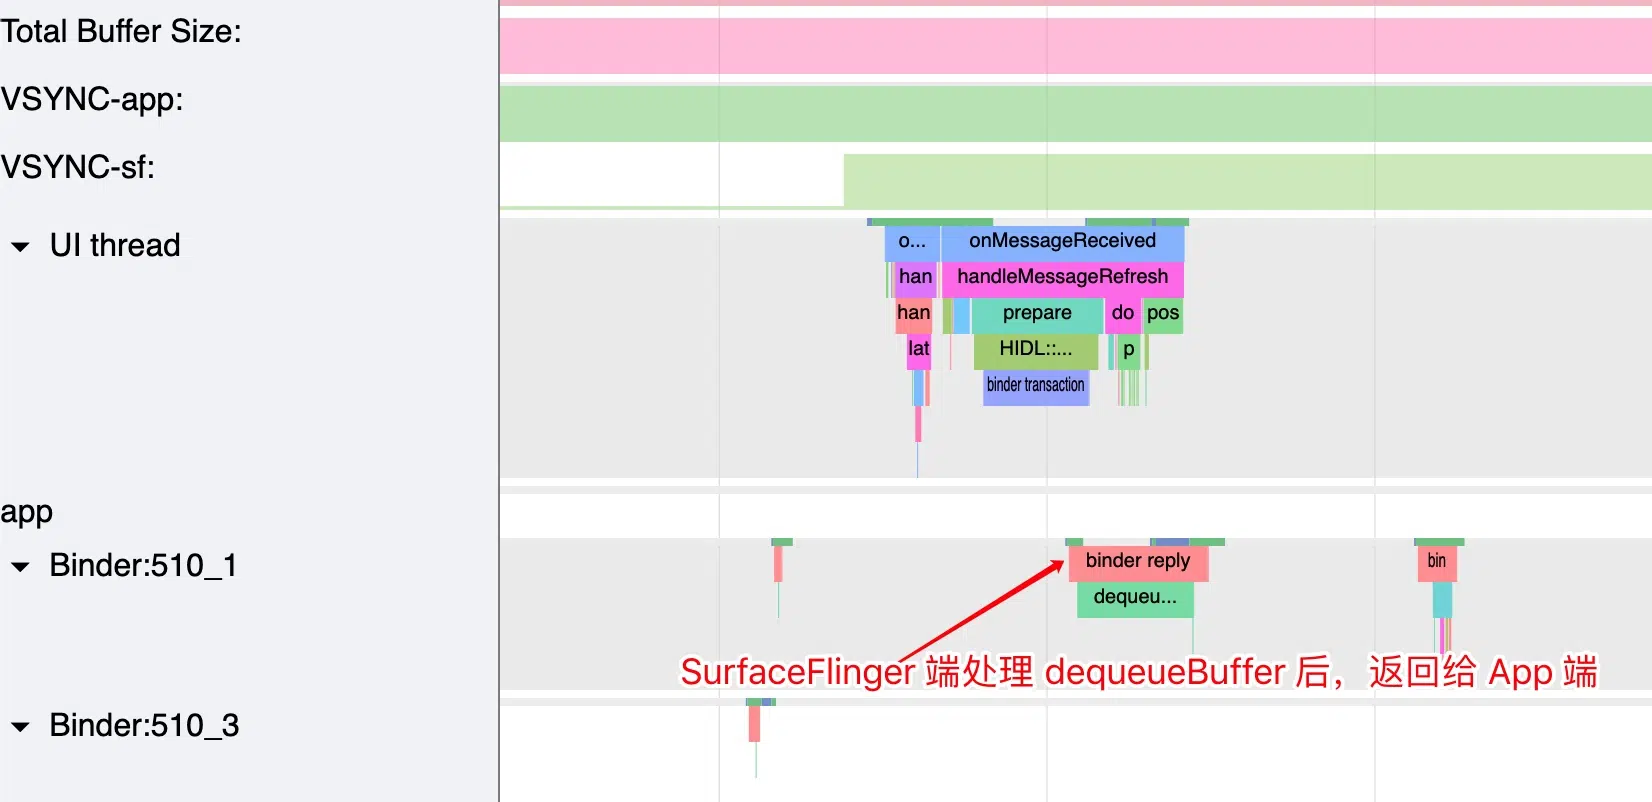 Total Buffer Size:
VSYNC-app:
VSYNC-sf:
UI thread
o... onMessageReceived
han handleMessageRefresh
han prepare do pos
lat HIDL::... p
binder transaction
app
Binder:510_1
binder reply bin
dequeu...
SurfaceFlinger 端处理 dequeueBuffer 后，返回给 App 端
Binder:510_3